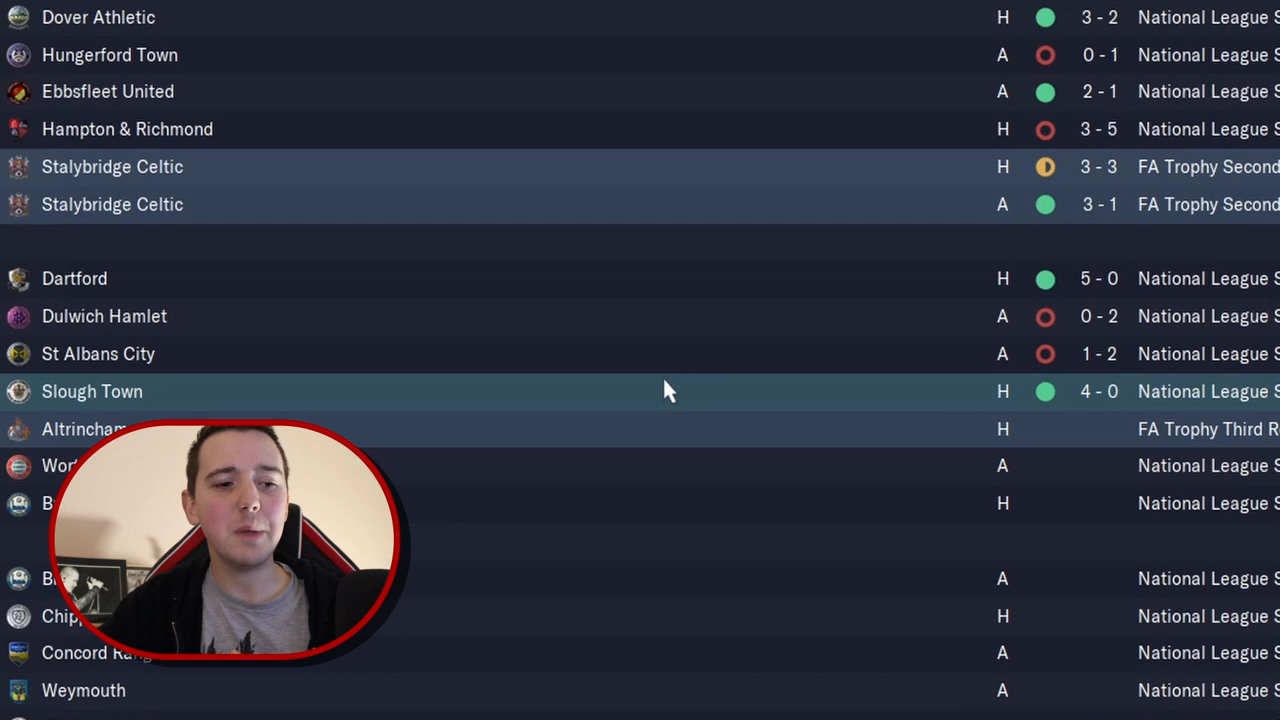 Dover Athletic H 3 - 2 National League S
Hungerford Town A 0 - 1 National League S
Ebbsfleet United A 2 - 1 National League S
Hampton & Richmond H 3 - 5 National League S
Stalybridge Celtic H 3 - 3 FA Trophy Second
Stalybridge Celtic A 3 - 1 FA Trophy Second
Dartford H 5 - 0 National League S
Dulwich Hamlet A 0 - 2 National League S
St Albans City A 1 - 2 National League S
Slough Town H 4 - 0 National League S
Altrincham H FA Trophy Third R
A National League S
H National League S
A National League S
H National League S
Concord A National League S
Weymouth A National League S